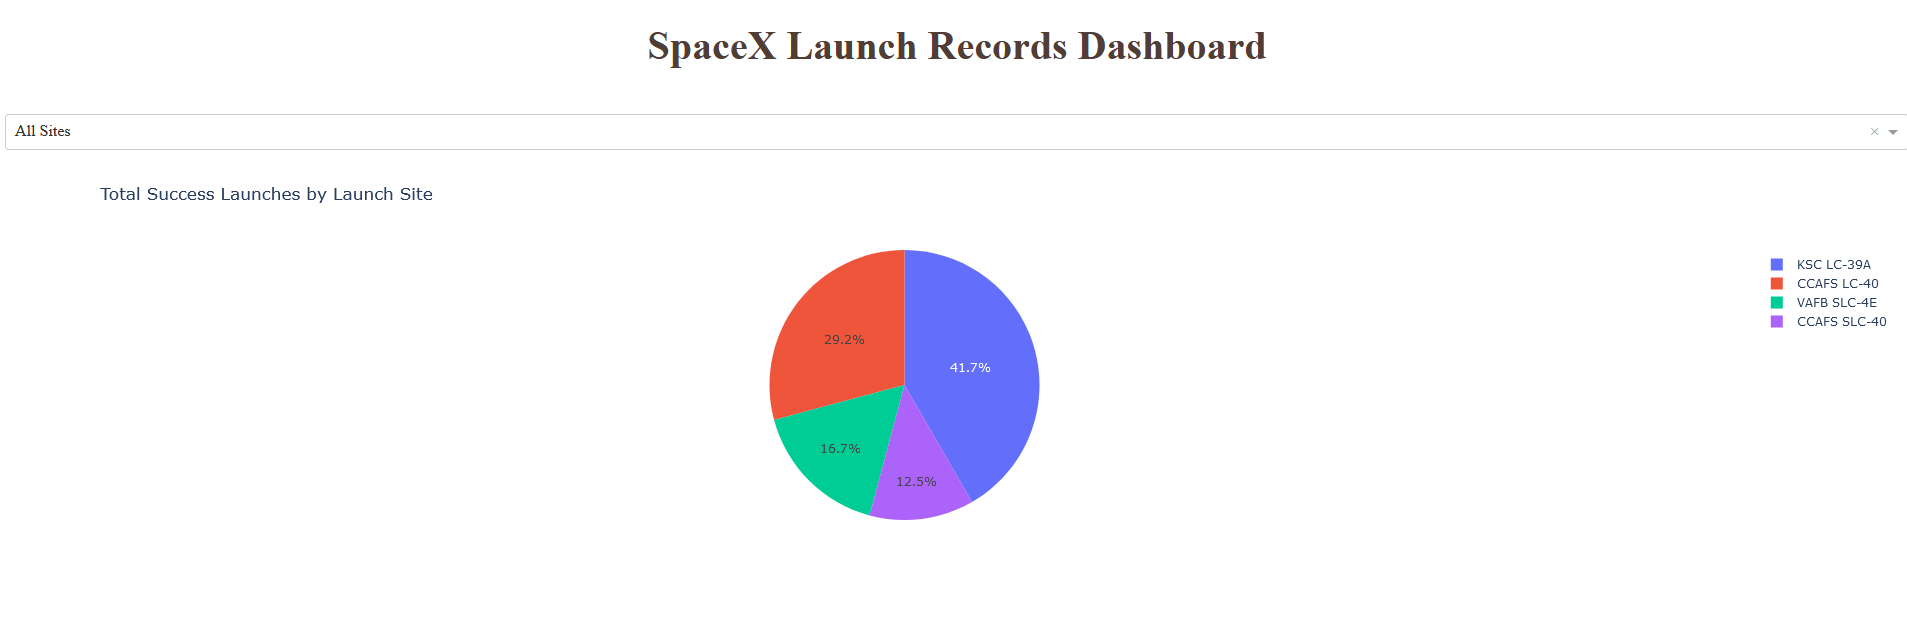 SpaceX Launch Records Dashboard
All Sites
×
Total Success Launches by Launch Site
KSC LC-39A
CCAFS LC-40
VAFB SLC-4E
CCAFS SLC-40
29.2%
41.7%
16.7%
12.5%